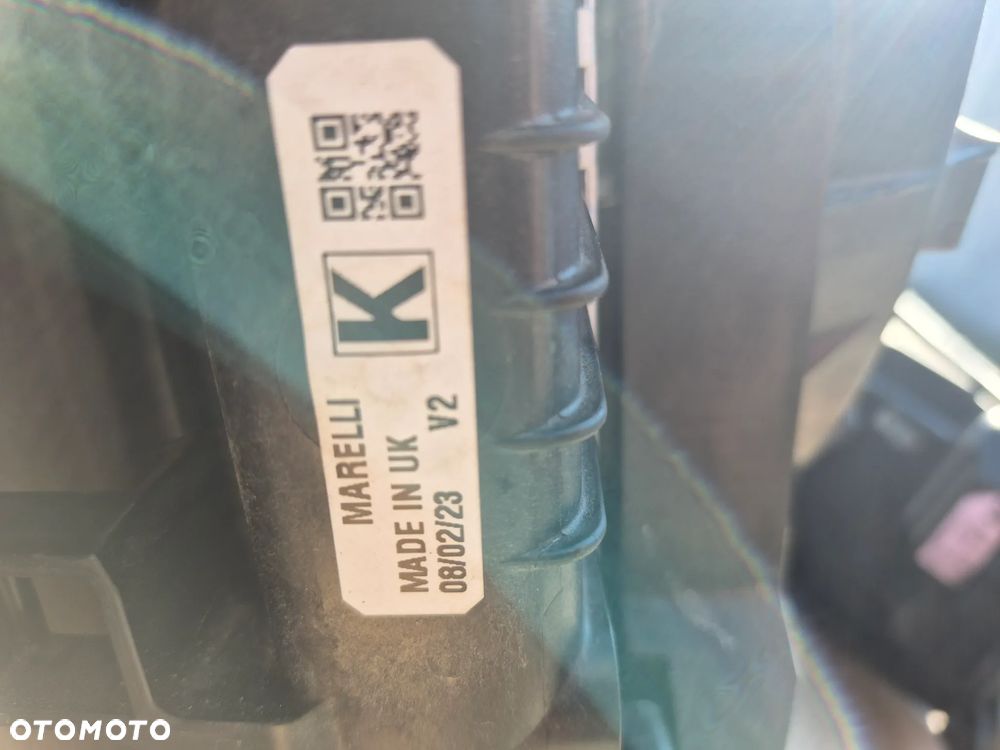 K
MARELLI
MADE IN UK
08/02/23 V2
OTOMOTO